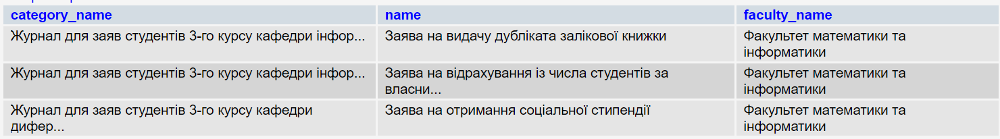 category_name name faculty_name
Журнал для заяв студентів 3-го курсу кафедри інфор... Заява на видачу дубліката залікової книжки Факультет математики та
інформатики
Журнал для заяв студентів 3-го курсу кафедри інфор... Заява на відрахування із числа студентів за Факультет математики та
власни... інформатики
Журнал для заяв студентів 3-го курсу кафедри Заява на отримання соціальної стипендії Факультет математики та
дифер... інформатики